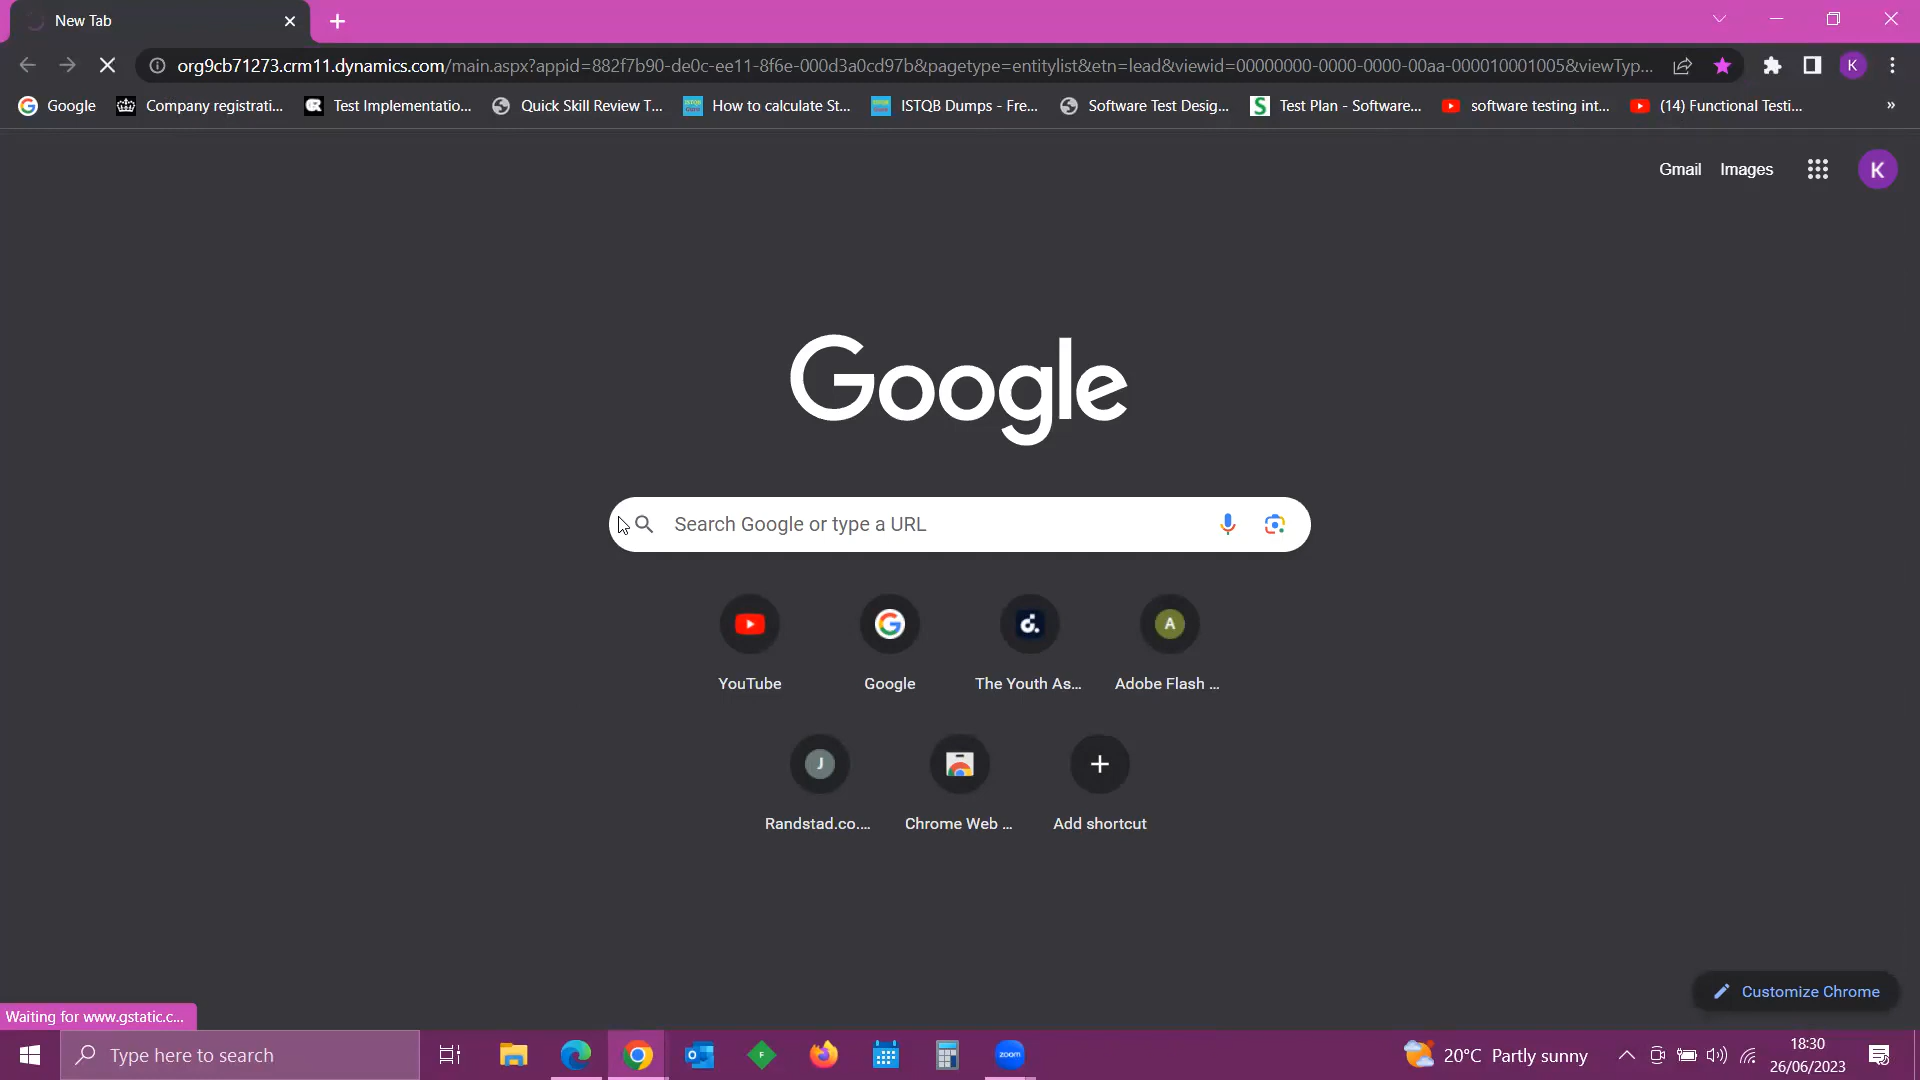 New Tab
org9cb71273.crm11.dynamics.com/main.aspx?appid=882f7b90-de0c-ee11-8f6e-000d3a0cd97b&pagetype=entitylist&etn=lead&viewid=00000000-0000-0000-00aa-000010001005&viewTyp...
K
Google
Company registrati...
Test Implementatio...
Quick Skill Review T...
How to calculate St...
ISTQB Dumps - Fre...
Software Test Desig...
Test Plan - Software...
software testing int...
(14) Functional Testi...
»
Gmail Images
K
Google
Search Google or type a URL
A
YouTube
Google
The Youth As...
Adobe Flash ...
J
Randstad.co....
Chrome Web ...
Add shortcut
Customize Chrome
Waiting for www.gstatic.c...
Type here to search
zoom
20°C Partly sunny
18:30
26/06/2023